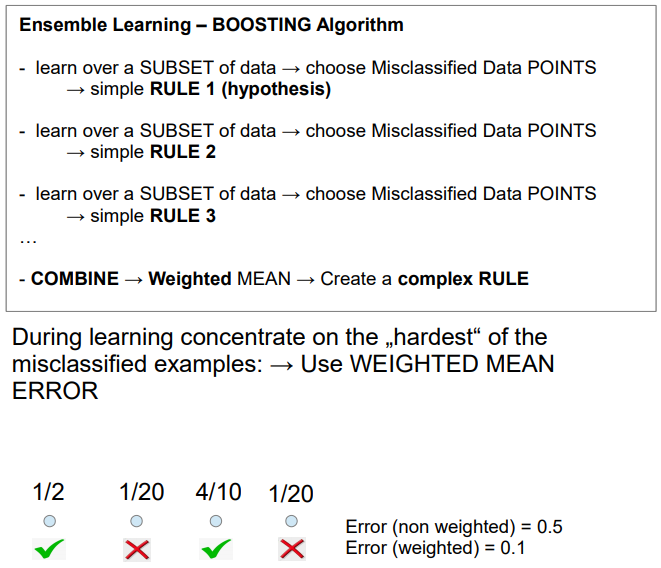 Ensemble Learning – BOOSTING Algorithm
- learn over a SUBSET of data → choose Misclassified Data POINTS
→ simple RULE 1 (hypothesis)
- learn over a SUBSET of data → choose Misclassified Data POINTS
→ simple RULE 2
- learn over a SUBSET of data → choose Misclassified Data POINTS
→ simple RULE 3
…
- COMBINE → Weighted MEAN → Create a complex RULE
During learning concentrate on the „hardest“ of the
misclassified examples: → Use WEIGHTED MEAN
ERROR
1/2 1/20 4/10 1/20
Error (non weighted) = 0.5
Error (weighted) = 0.1